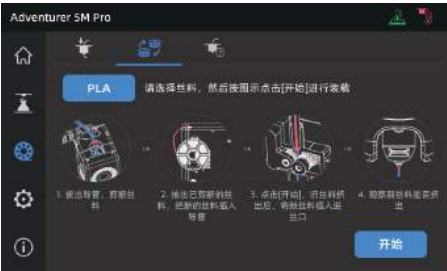 Adventurer 5M Pro
PLA
请选择丝料，然后按图示点击[开始]进行装载
1. 拔出导管，剪断丝
料
2. 抽出已剪断的丝
料，把新的丝料插入
导管
3. 点击[开始]，旧丝料挤
出后，将新丝料插入进
丝口
4. 观察新丝料能否挤
出
开始